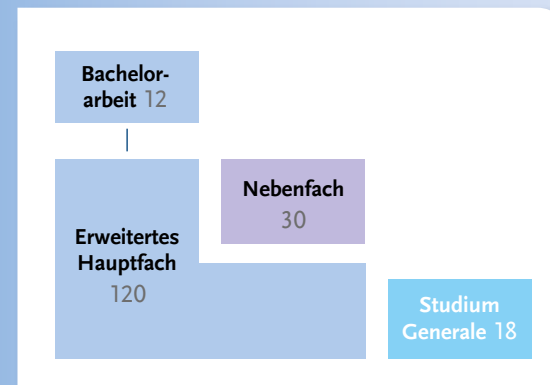 Bachelor-
arbeit 12
Nebenfach
30
Erweitertes
Hauptfach
120
Studium
Generale 18